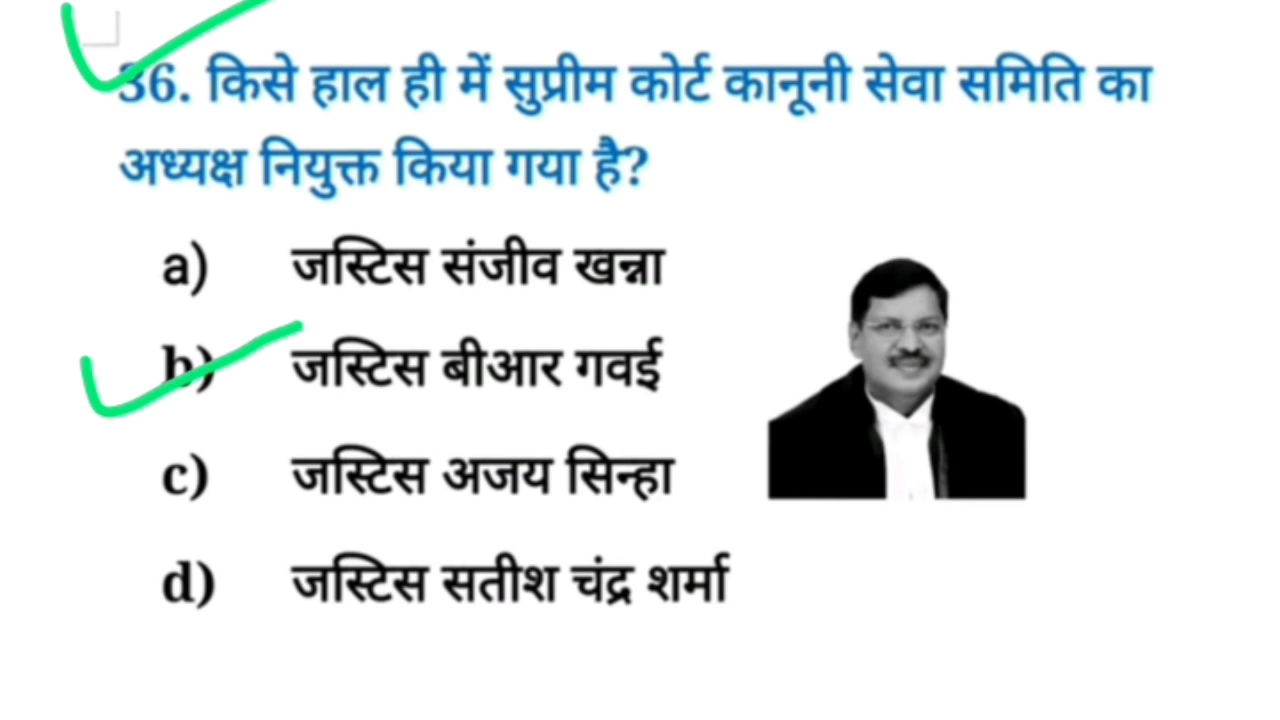 36. किसे हाल ही में सुप्रीम कोर्ट कानूनी सेवा समिति का
अध्यक्ष नियुक्त किया गया है?
a) जस्टिस संजीव खन्ना
b) जस्टिस बीआर गवई
c) जस्टिस अजय सिन्हा
d) जस्टिस सतीश चंद्र शर्मा